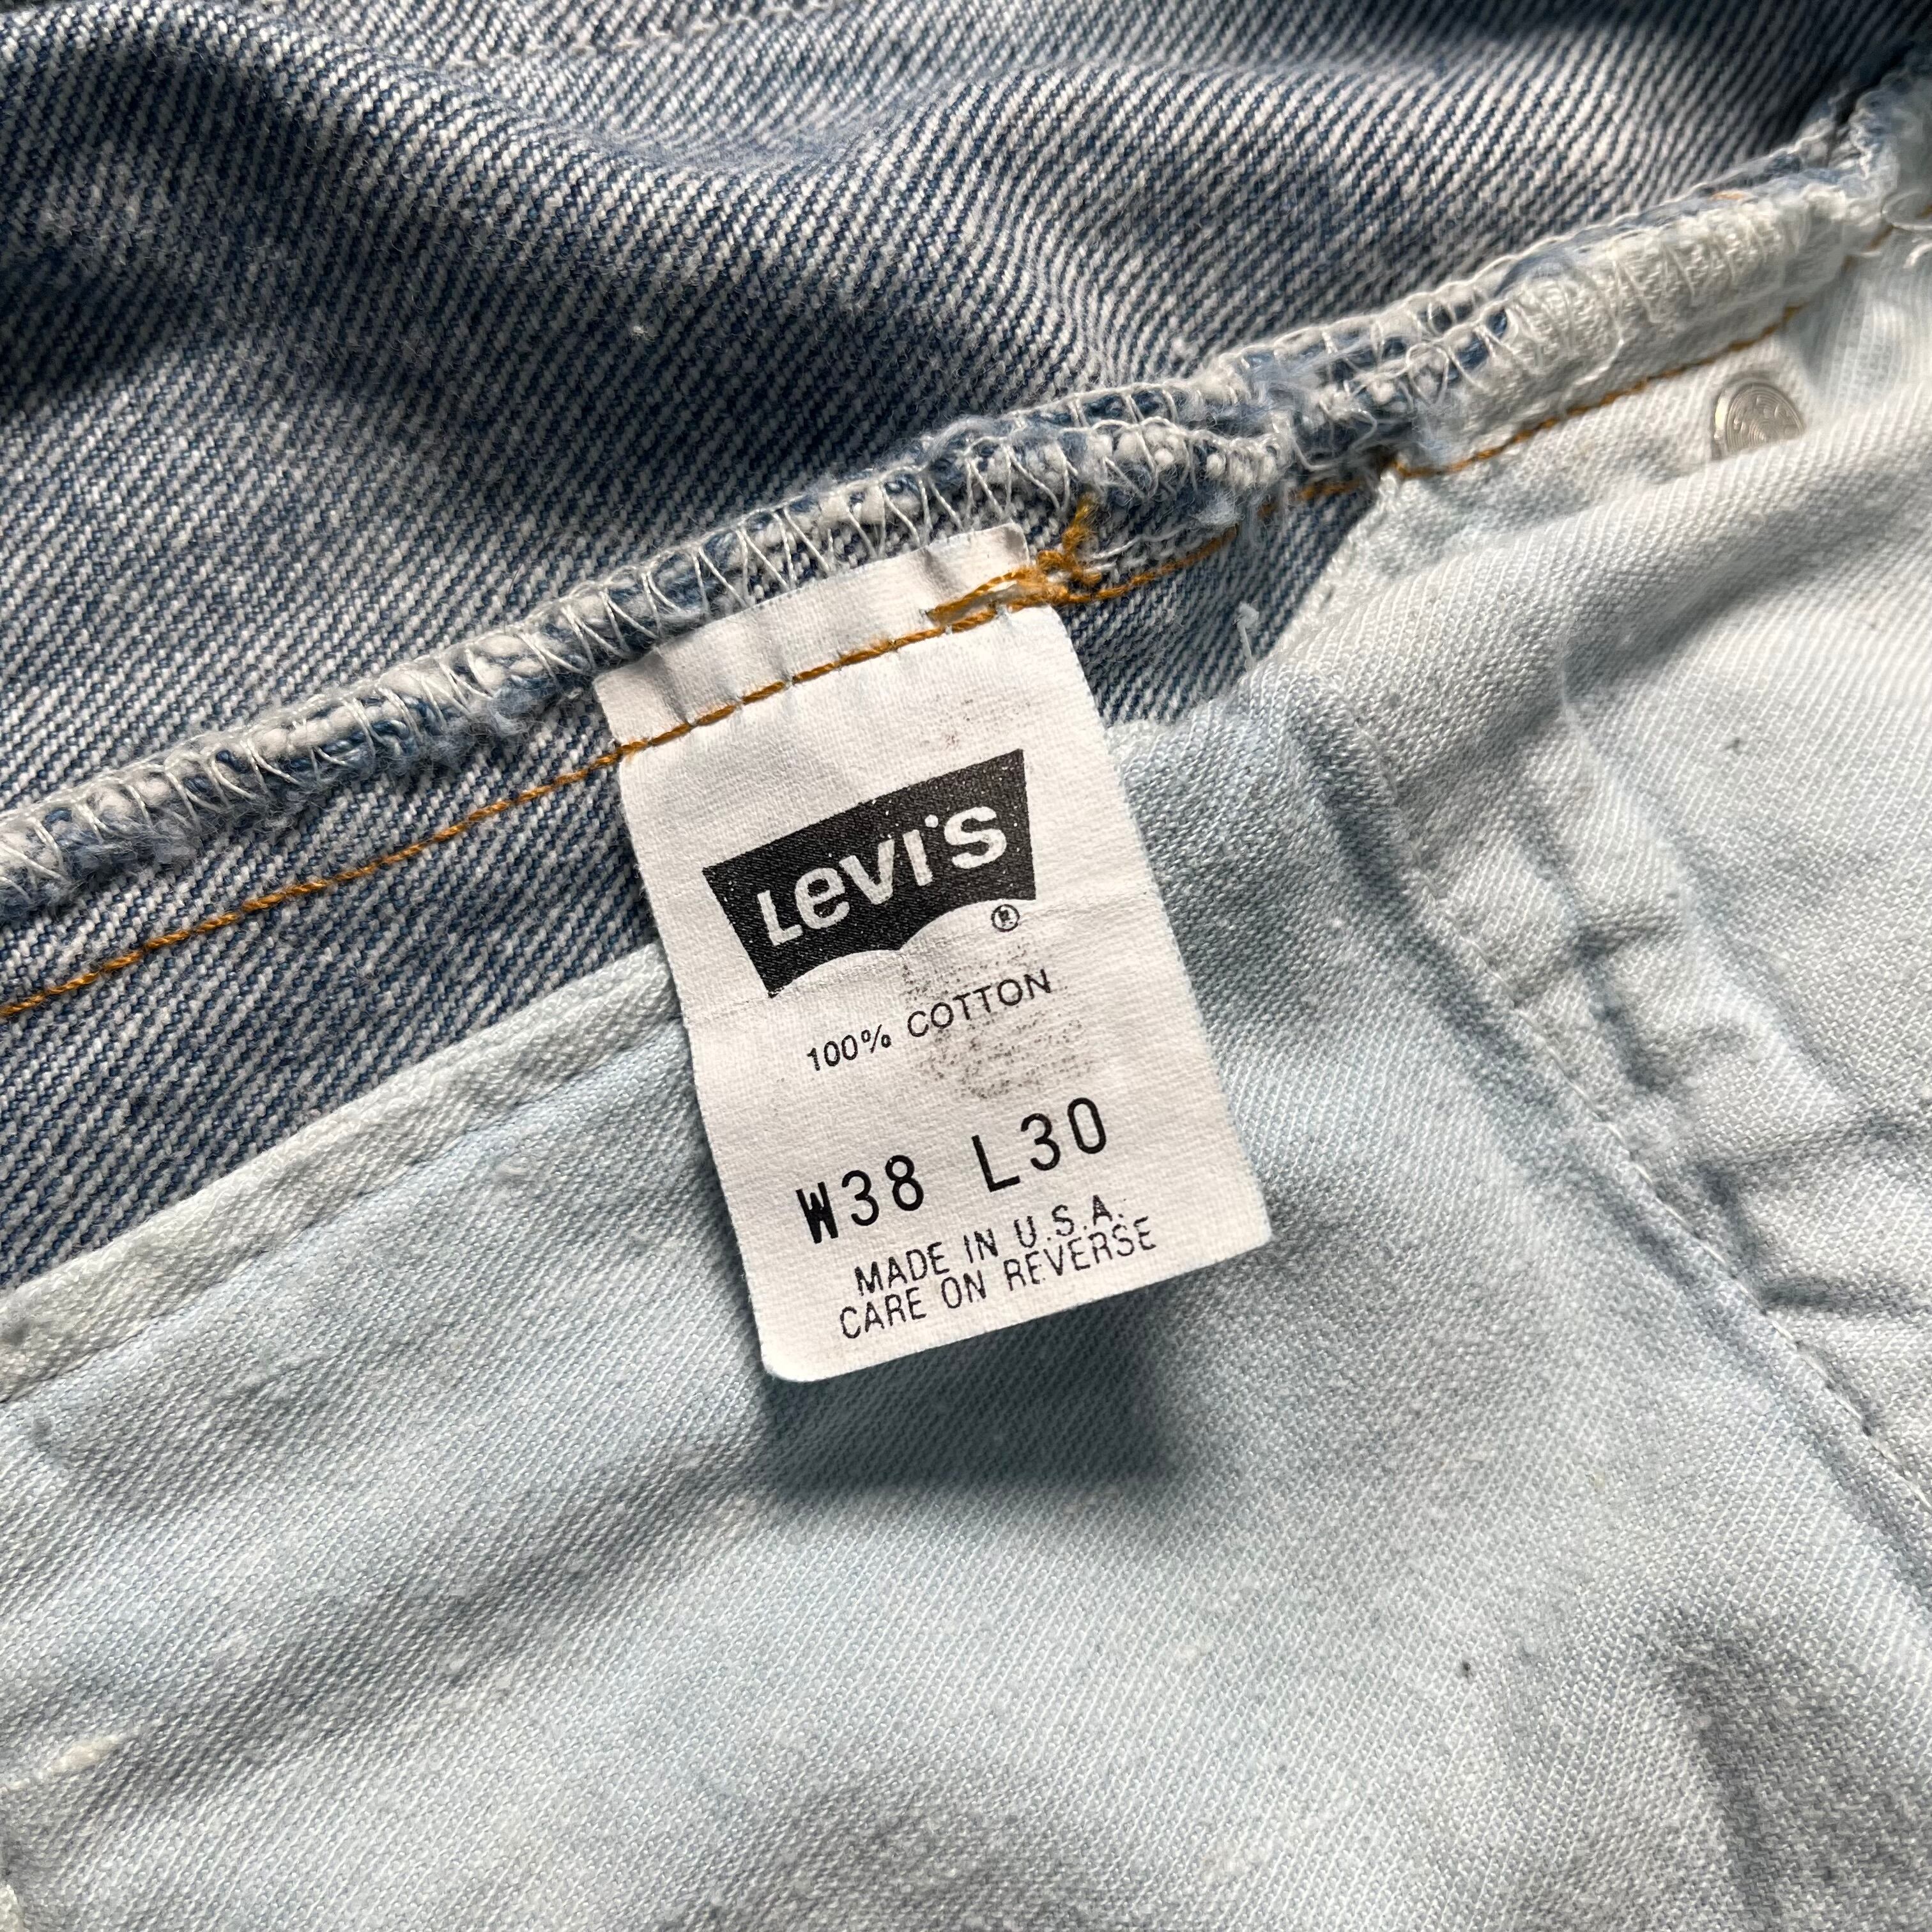 Levi's ®
100% COTTON
W38 L30
MADE IN U.S.A.
CARE ON REVERSE